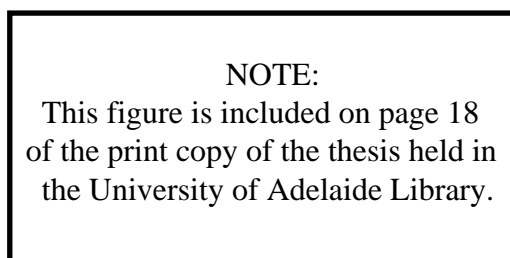 NOTE:
This figure is included on page 18
of the print copy of the thesis held in
the University of Adelaide Library.